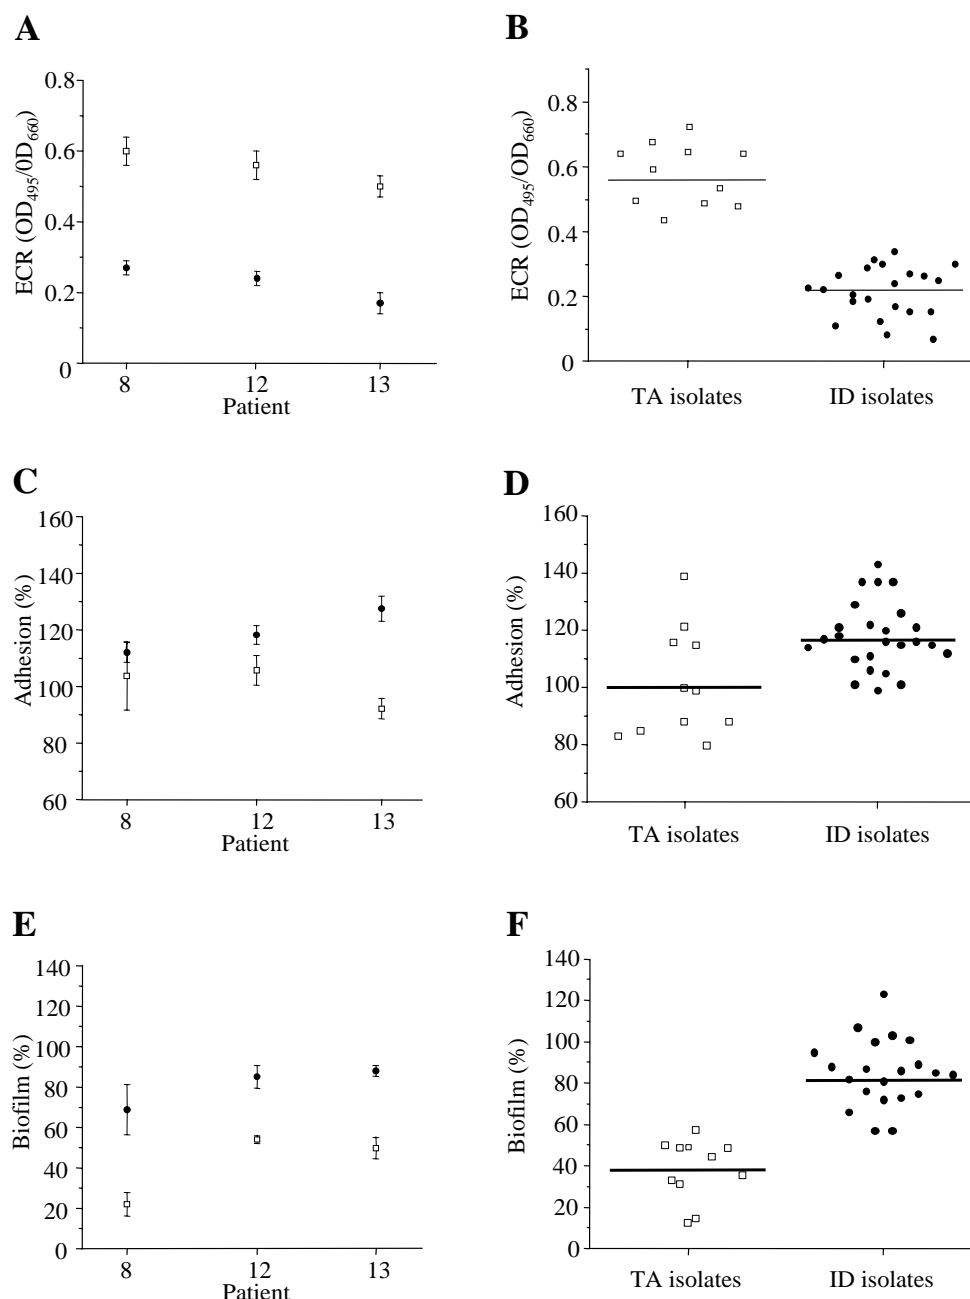 A
ECR (OD495/0D660)
0.8
0.6
0.4
0.2
0
8 12 13
Patient
B
ECR (OD495/OD660)
0.8
0.6
0.4
0.2
0
TA isolates ID isolates
C
Adhesion (%)
160
140
120
100
80
60
8 12 13
Patient
D
Adhesion (%)
160
140
120
100
80
60
TA isolates ID isolates
E
Biofilm (%)
140
120
100
80
60
40
20
0
8 12 13
Patient
F
Biofilm (%)
140
120
100
80
60
40
20
0
TA isolates ID isolates